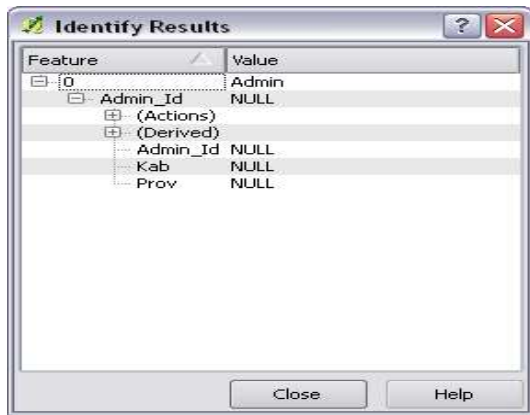 Identify Results
Feature Value
0 Admin
Admin_Id NULL
(Actions)
(Derived)
Admin_Id NULL
Kab NULL
Prov NULL
Close Help